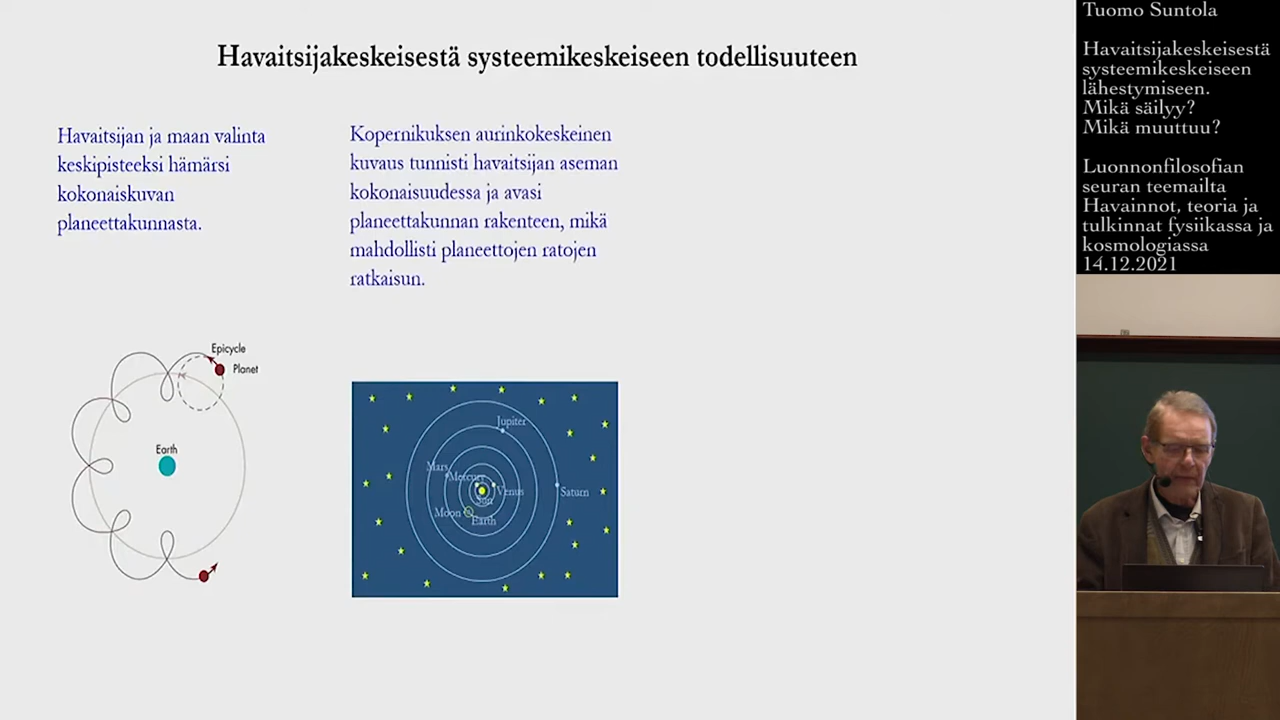 Havaitsijakeskeisestä systeemikeskeiseen todellisuuteen
Havaitsijan ja maan valinta
keskipisteeksi hämärsi
kokonaiskuvan
planeettakunnasta.
Kopernikuksen aurinkokeskeinen
kuvaus tunnisti havaitsijan aseman
kokonaisuudessa ja avasi
planeettakunnan rakenteen, mikä
mahdollisti planeettojen ratojen
ratkaisun.
Epicycle
Planet
Earth
Jupiter
Mars
Mercury
Venus
Saturn
Sun
Moon
Earth
Tuomo Suntola
Havaitsijakeskeisestä
systeemikeskeiseen
lähestymiseen.
Mikä säilyy?
Mikä muuttuu?
Luonnonfilosofian
seuran teemailta
Havainnot, teoria ja
tulkinnat fysiikassa ja
kosmologiassa
14.12.2021